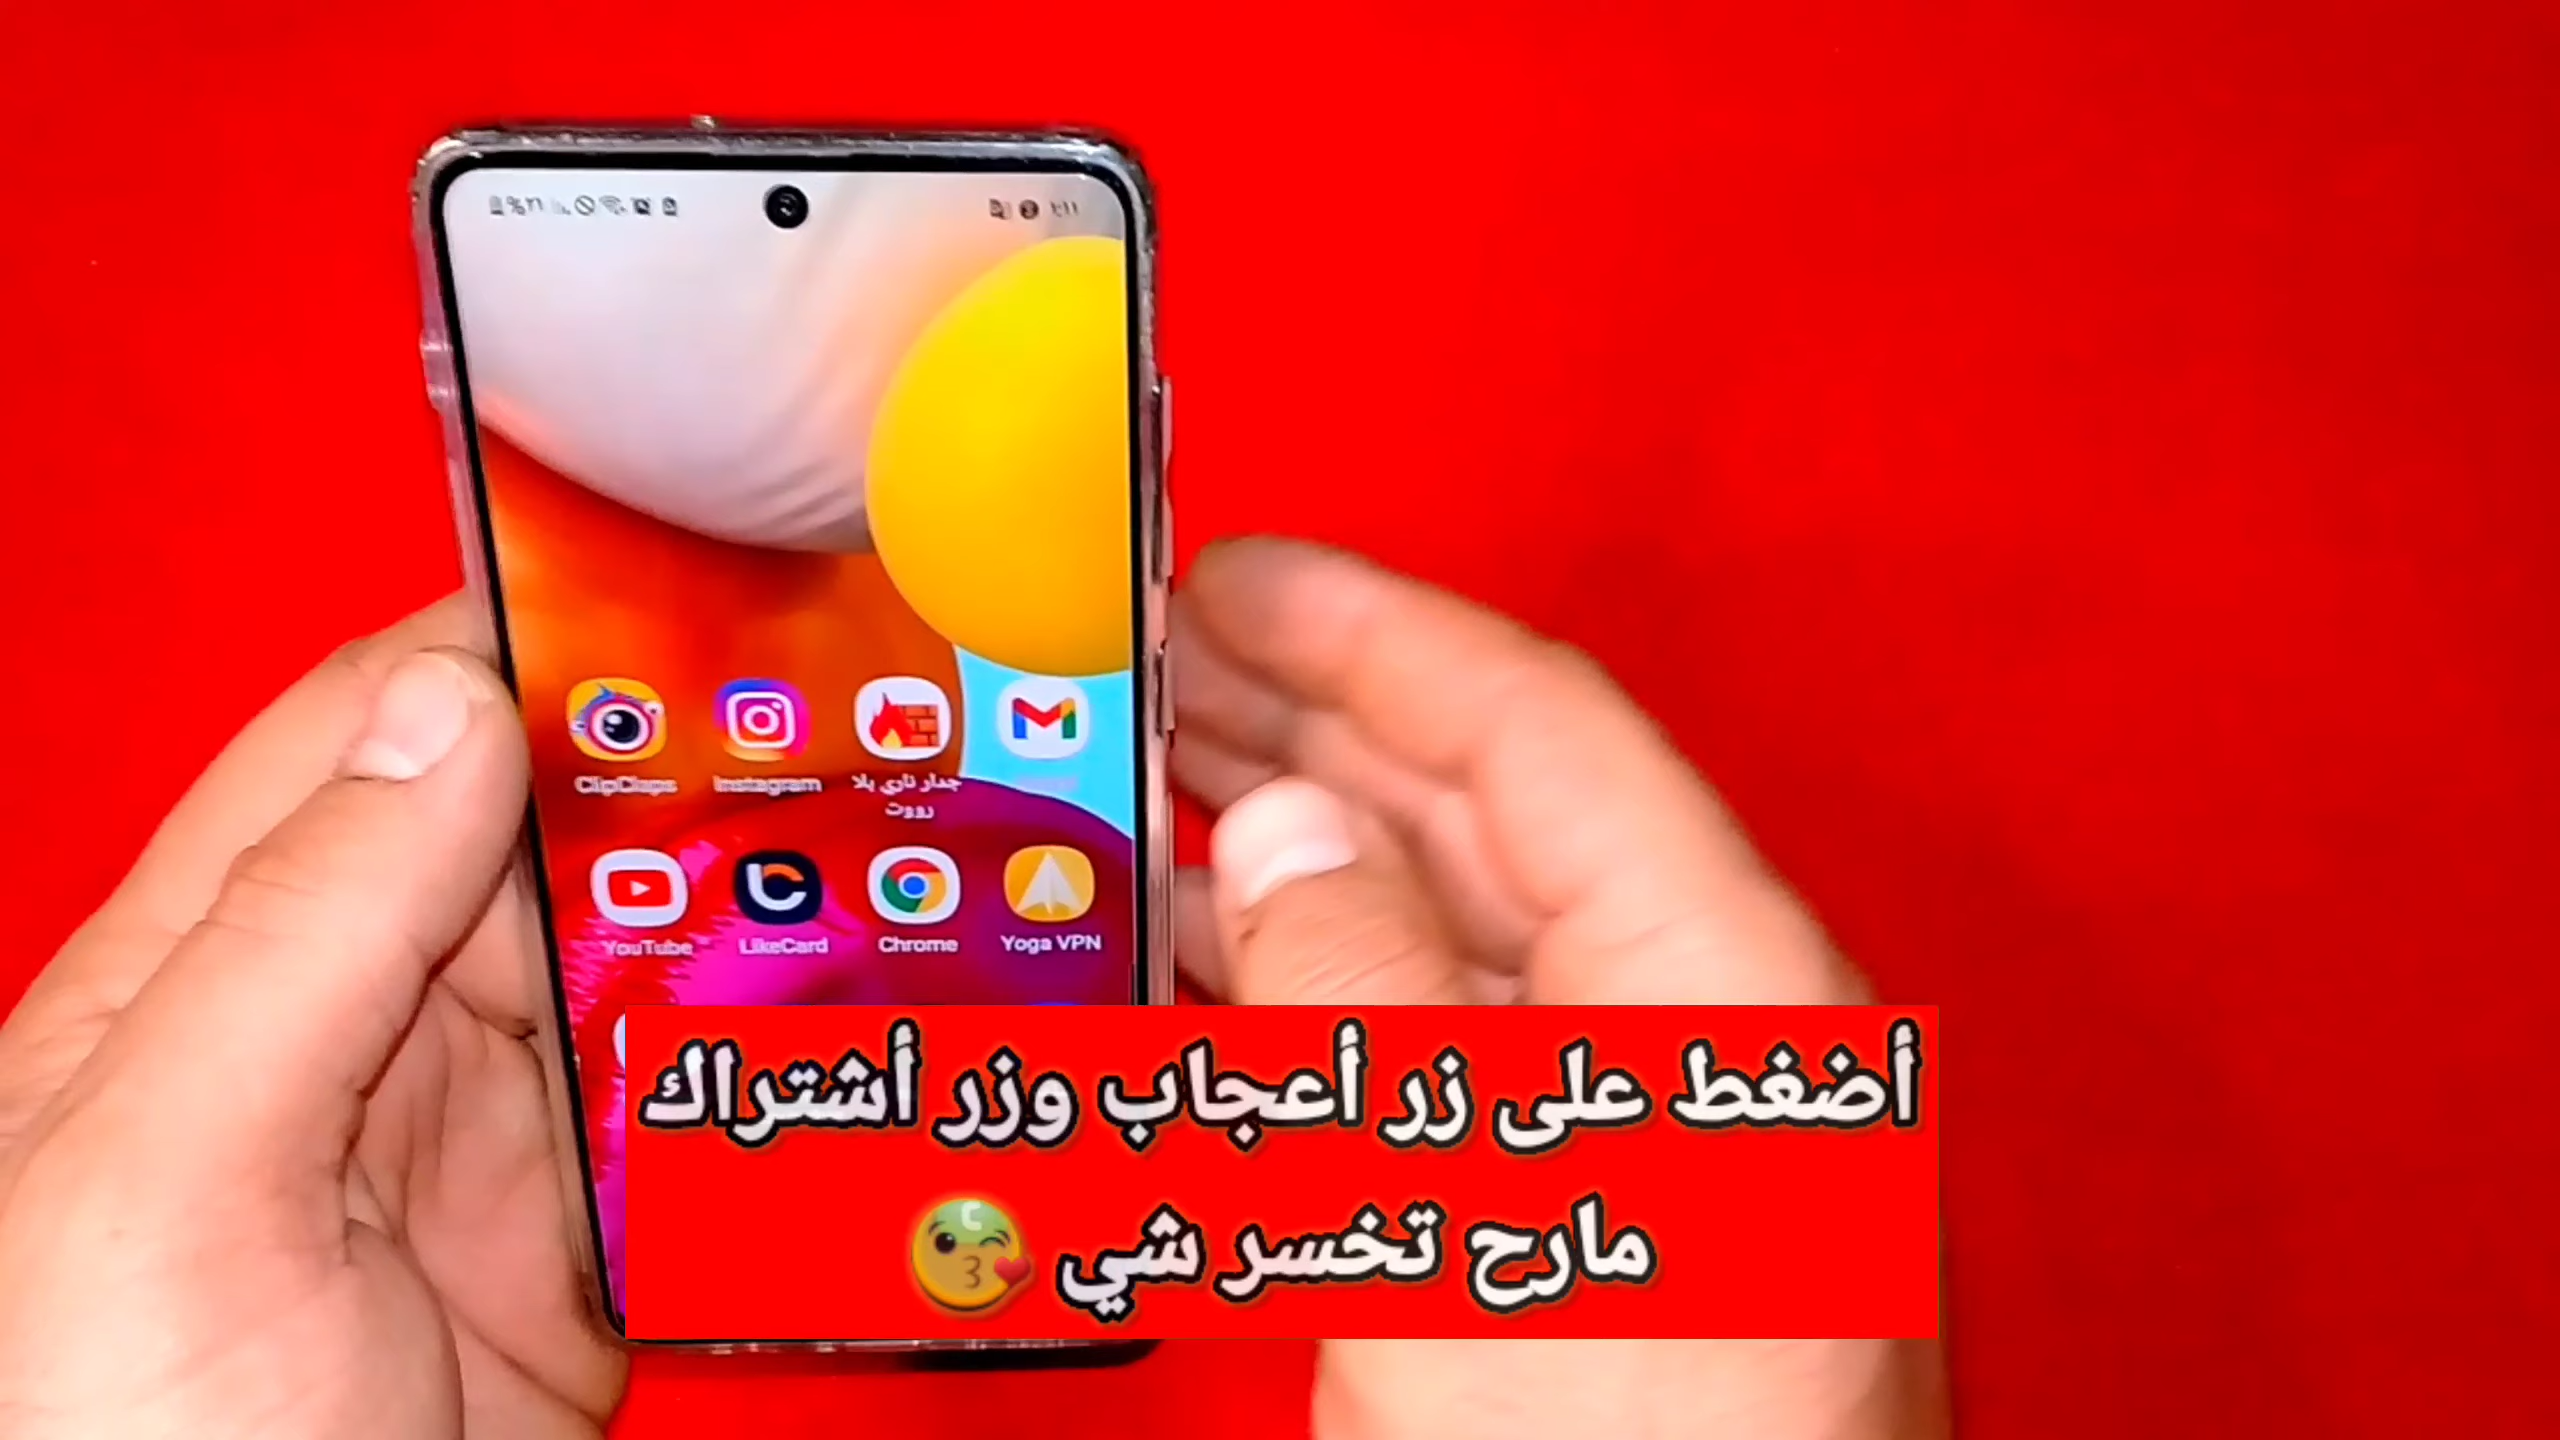 ClipClaps Instagram جدار ناري بلا
رووت
YouTube LikeCard Chrome Yoga VPN
أضغط على زر أعجاب وزر أشتراك
مارح تخسر شي 😘